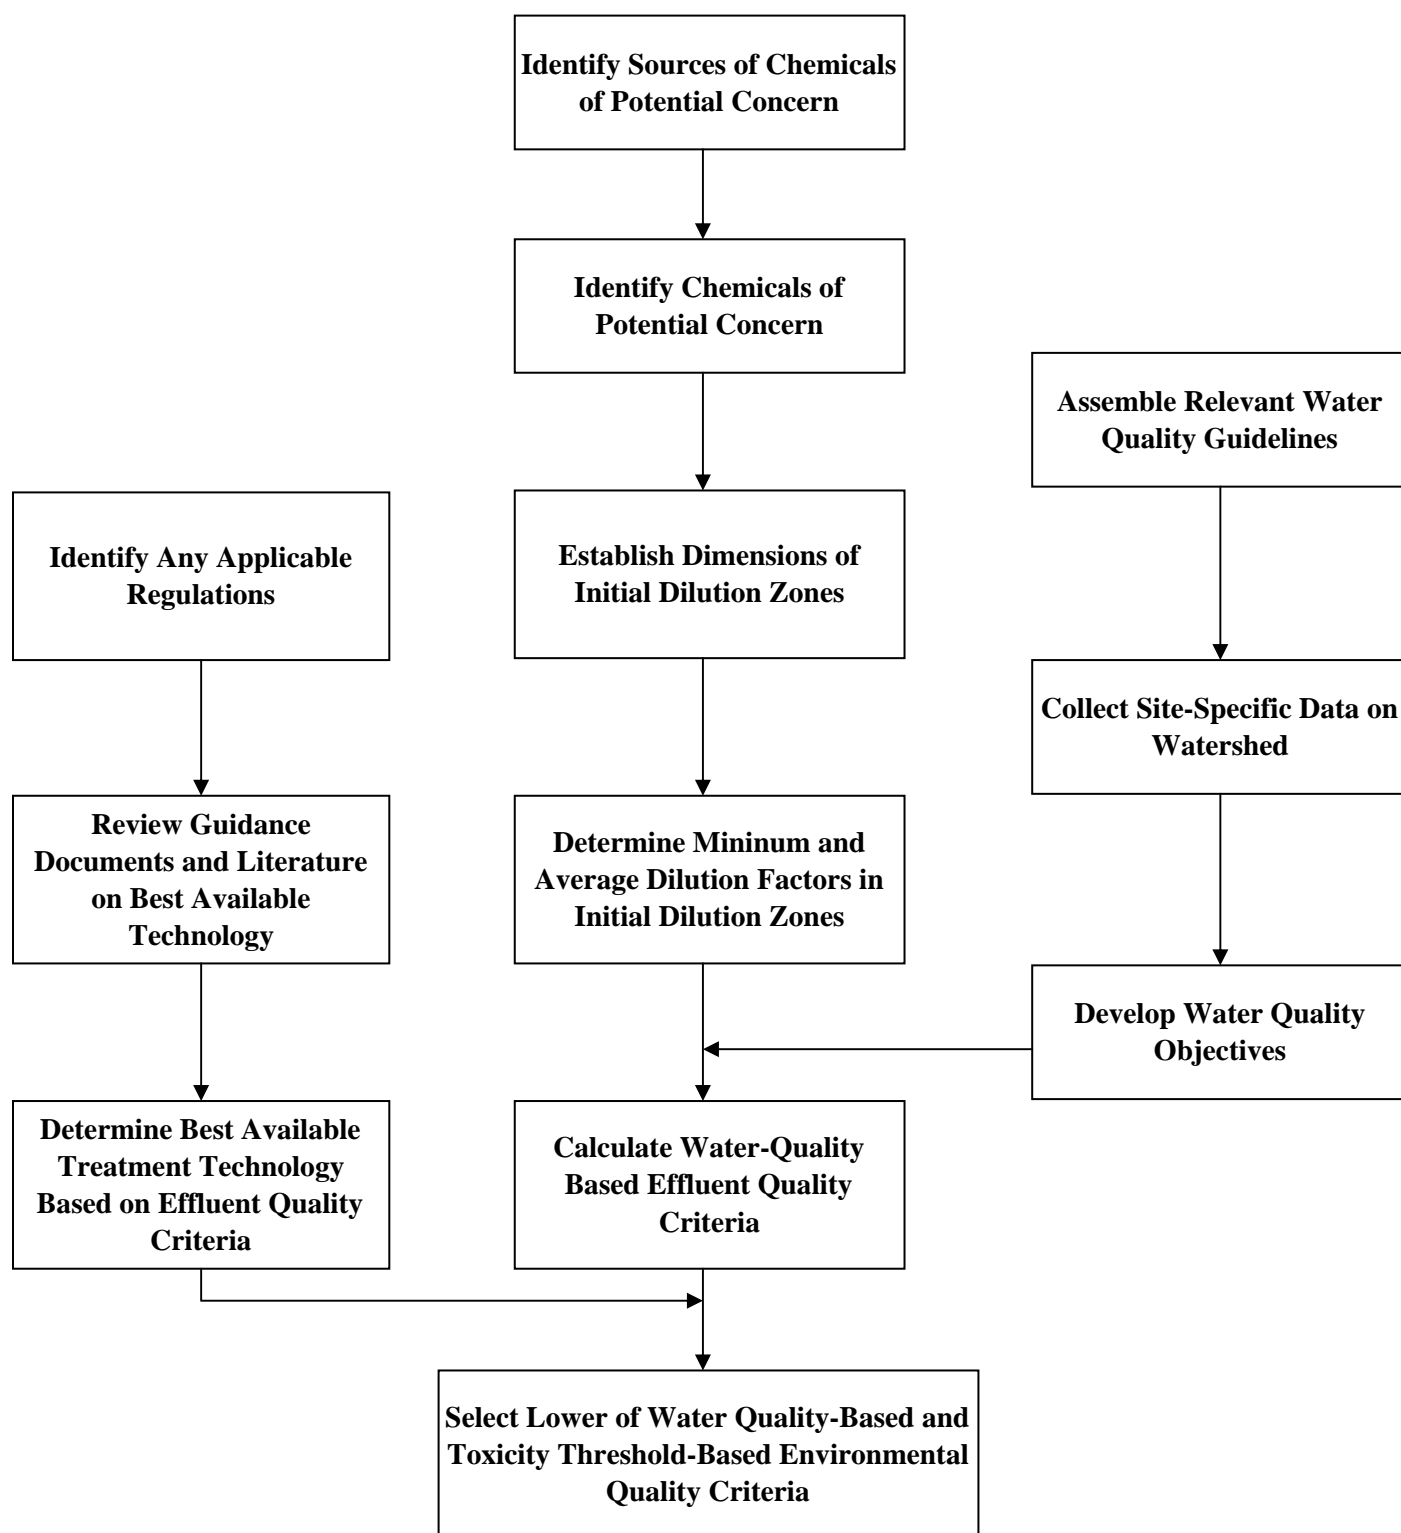 Identify Sources of Chemicals
of Potential Concern
Identify Chemicals of
Potential Concern
Assemble Relevant Water
Quality Guidelines
Identify Any Applicable
Regulations
Establish Dimensions of
Initial Dilution Zones
Collect Site-Specific Data on
Watershed
Review Guidance
Documents and Literature
on Best Available
Technology
Determine Mininum and
Average Dilution Factors in
Initial Dilution Zones
Develop Water Quality
Objectives
Determine Best Available
Treatment Technology
Based on Effluent Quality
Criteria
Calculate Water-Quality
Based Effluent Quality
Criteria
Select Lower of Water Quality-Based and
Toxicity Threshold-Based Environmental
Quality Criteria